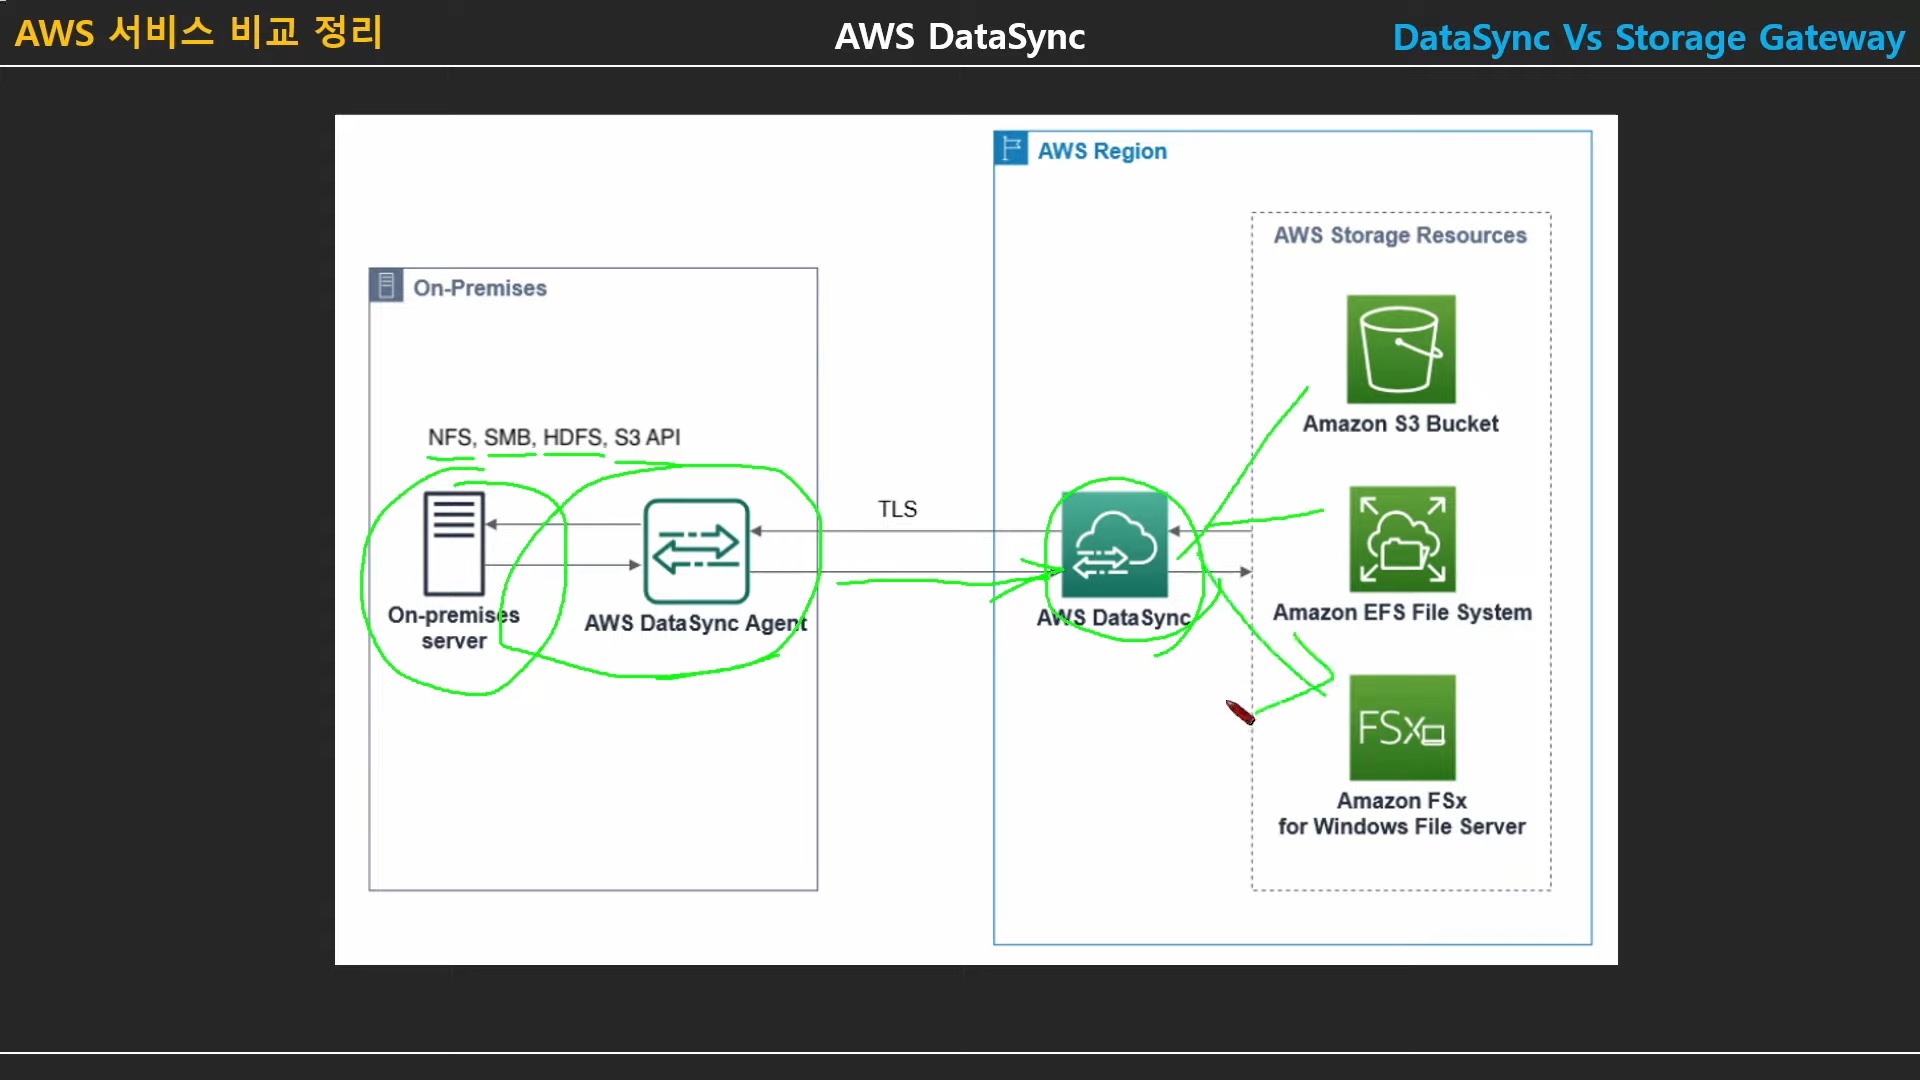 AWS 서비스 비교 정리
AWS DataSync
DataSync Vs Storage Gateway
AWS Region
AWS Storage Resources
On-Premises
Amazon S3 Bucket
NFS, SMB, HDFS, S3 API
TLS
On-premises
server
AWS DataSync Agent
AWS DataSync
Amazon EFS File System
FSx
Amazon FSx
for Windows File Server